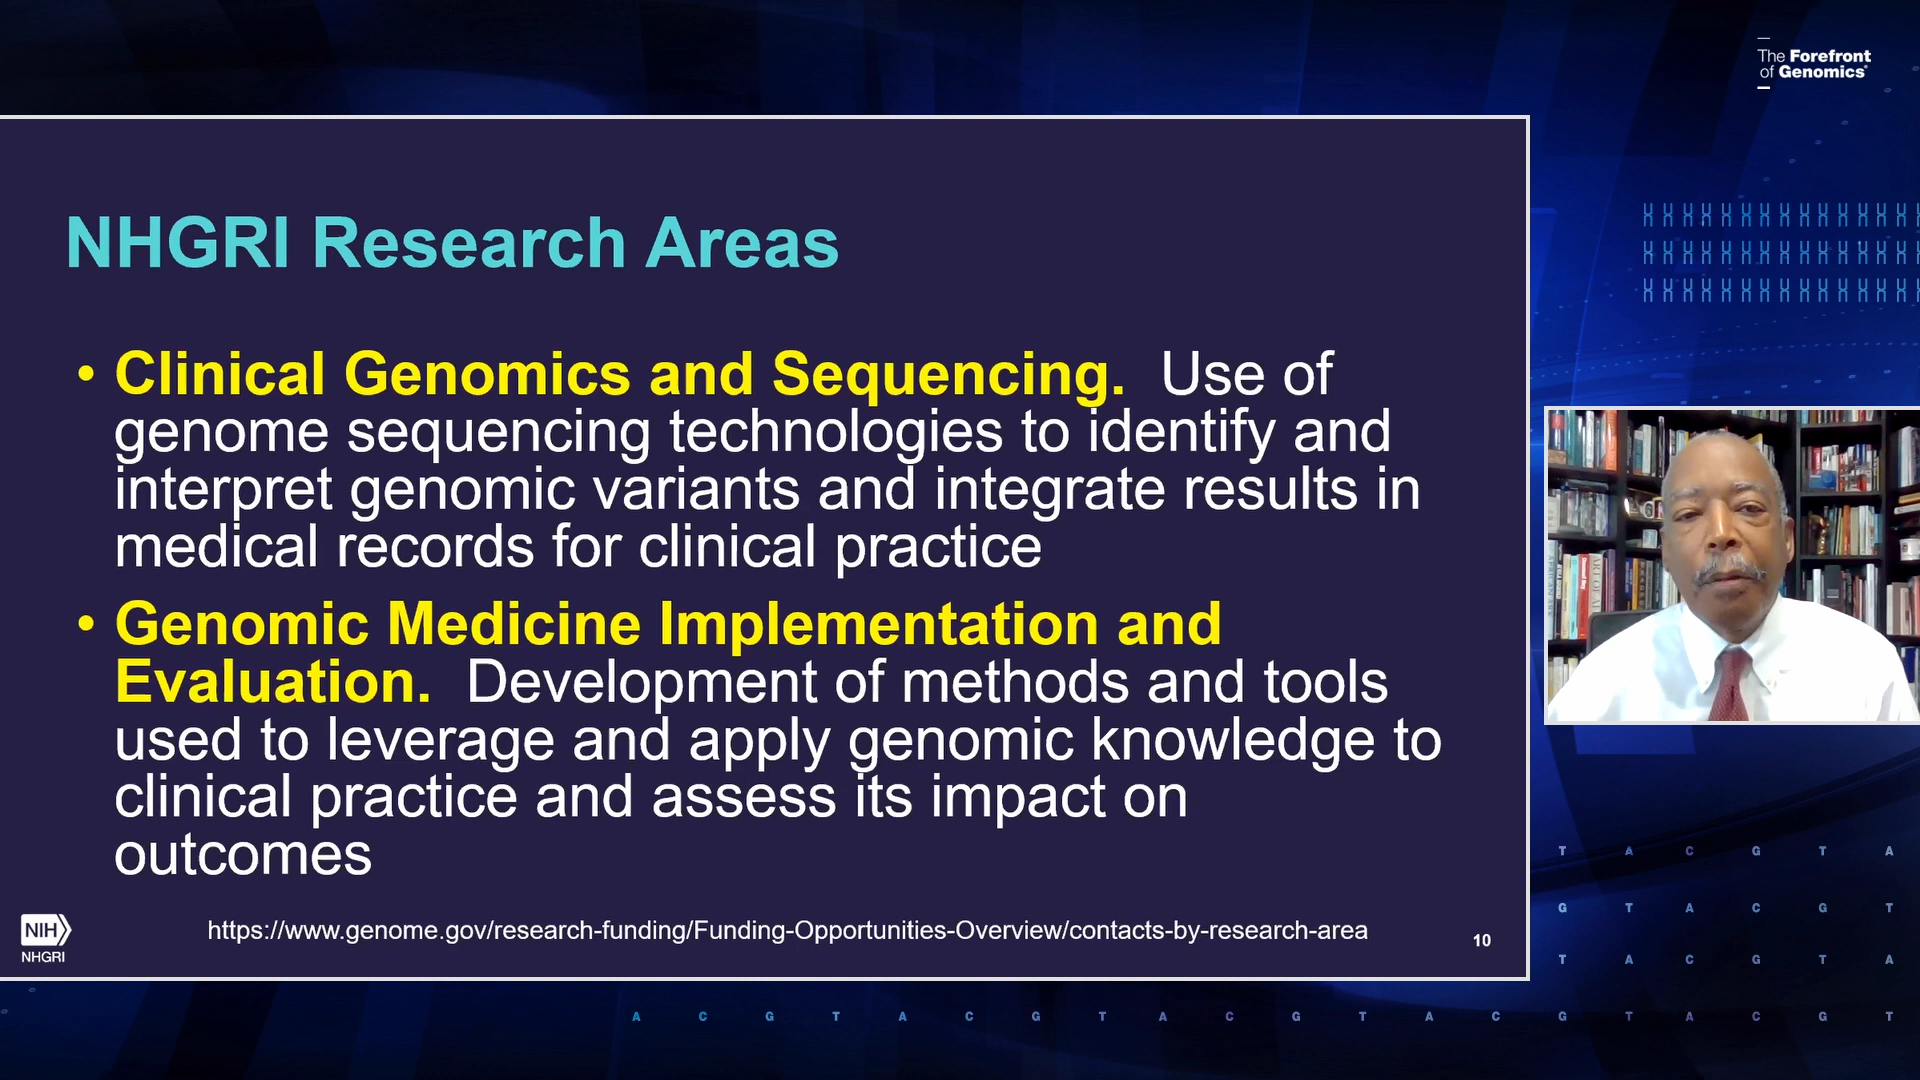 The Forefront
of Genomics®
NHGRI Research Areas
• Clinical Genomics and Sequencing. Use of
genome sequencing technologies to identify and
interpret genomic variants and integrate results in
medical records for clinical practice
• Genomic Medicine Implementation and
Evaluation. Development of methods and tools
used to leverage and apply genomic knowledge to
clinical practice and assess its impact on
outcomes
NIH
NHGRI
https://www.genome.gov/research-funding/Funding-Opportunities-Overview/contacts-by-research-area
10
T A C G T A
G T A C G T
T A C G T A
A C G T A C G T A C G T A C G T A C G T